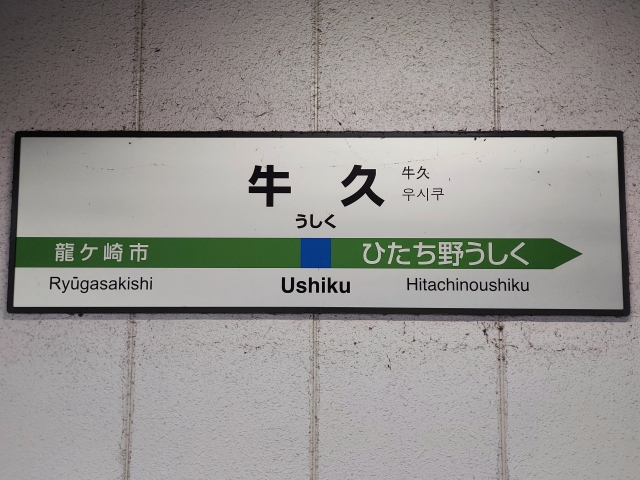 牛久
牛久
우시쿠
うしく
龍ケ崎市 ひたち野うしく
Ryūgasakishi Ushiku Hitachinoushiku